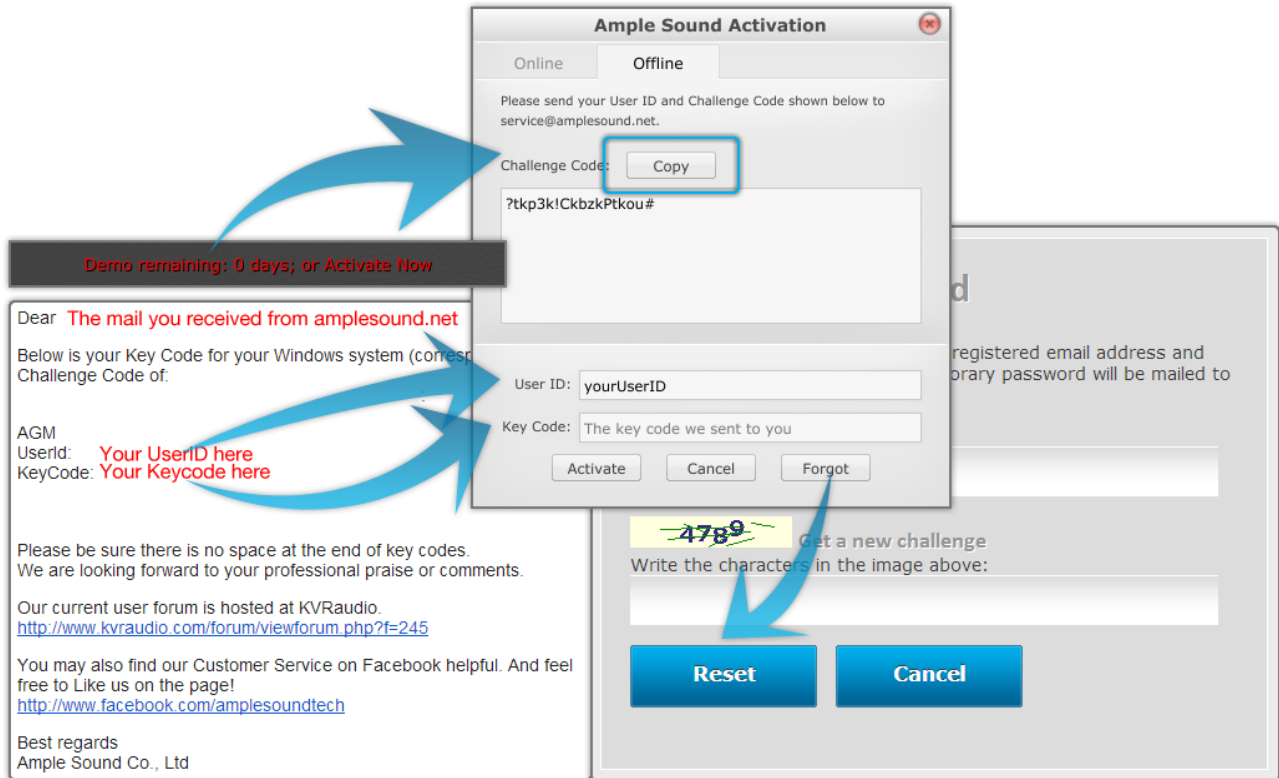 Ample Sound Activation
Online
Offline
Please send your User ID and Challenge Code shown below to
service@amplesound.net.
Challenge Code:
Copy
?tkp3k!CkbzkPtkou#
User ID:
yourUserID
Key Code:
The key code we sent to you
Activate
Cancel
Forgot
Demo remaining: 0 days; or Activate Now
Dear The mail you received from amplesound.net
Below is your Key Code for your Windows system
Challenge Code of:
AGM
UserId: Your UserID here
KeyCode: Your Keycode here
Please be sure there is no space at the end of key codes.
We are looking forward to your professional praise or comments.
Our current user forum is hosted at KVRaudio.
http://www.kvraudio.com/forum/viewforum.php?f=245
You may also find our Customer Service on Facebook helpful. And feel
free to Like us on the page!
http://www.facebook.com/amplesoundtech
Best regards
Ample Sound Co., Ltd
registered email address and
password will be mailed to
4789
Get a new challenge
Write the characters in the image above:
Reset
Cancel